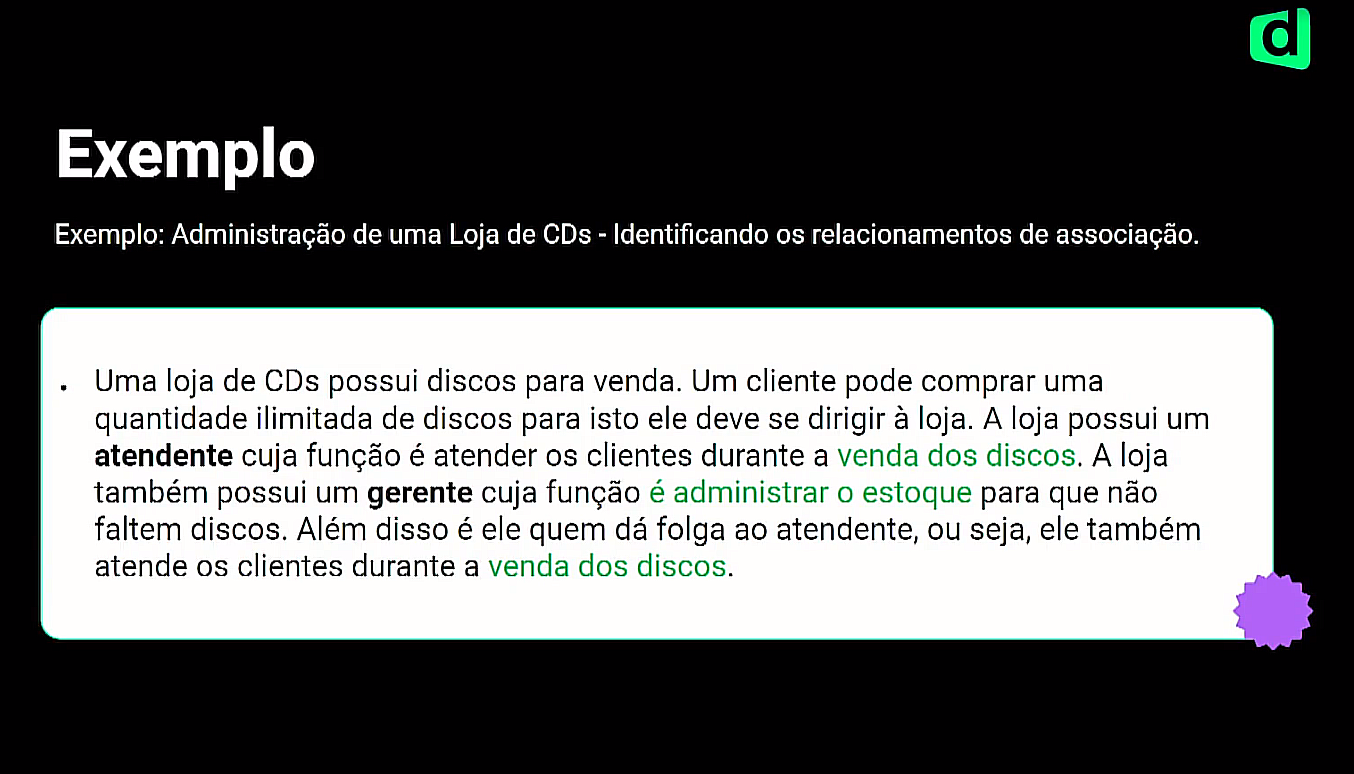 d
Exemplo
Exemplo: Administração de uma Loja de CDs - Identificando os relacionamentos de associação.
• Uma loja de CDs possui discos para venda. Um cliente pode comprar uma
quantidade ilimitada de discos para isto ele deve se dirigir à loja. A loja possui um
atendente cuja função é atender os clientes durante a venda dos discos. A loja
também possui um gerente cuja função é administrar o estoque para que não
faltem discos. Além disso é ele quem dá folga ao atendente, ou seja, ele também
atende os clientes durante a venda dos discos.